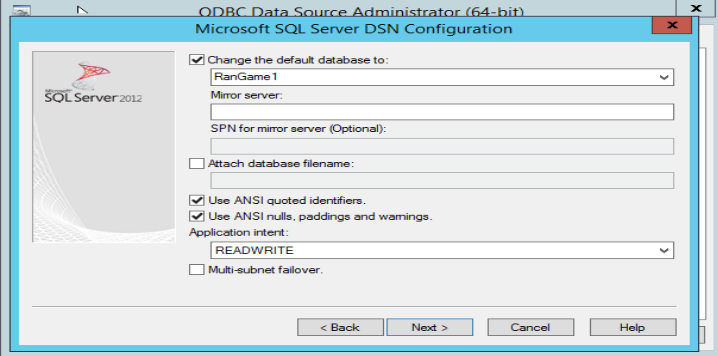 ODBC Data Source Administrator (64-bit)
Microsoft SQL Server DSN Configuration
Microsoft
SQL Server 2012
Change the default database to:
RanGame1
Mirror server:
SPN for mirror server (Optional):
Attach database filename:
Use ANSI quoted identifiers.
Use ANSI nulls, paddings and warnings.
Application intent:
READWRITE
Multi-subnet failover.
< Back
Next >
Cancel
Help